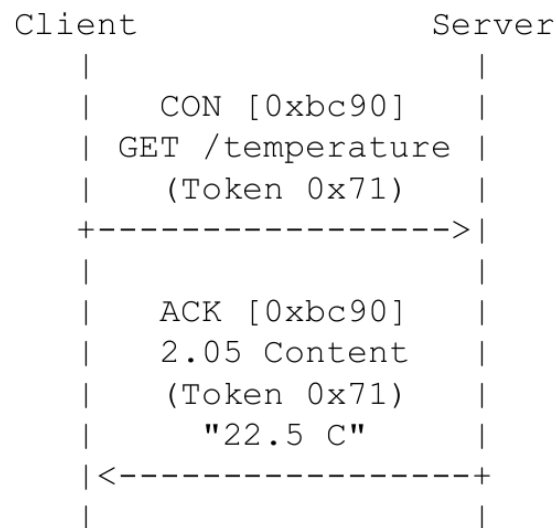 Client Server
CON [0xbc90]
GET /temperature
(Token 0x71)
+----------------->|
ACK [0xbc90]
2.05 Content
(Token 0x71)
"22.5 C"
|<-----------------+